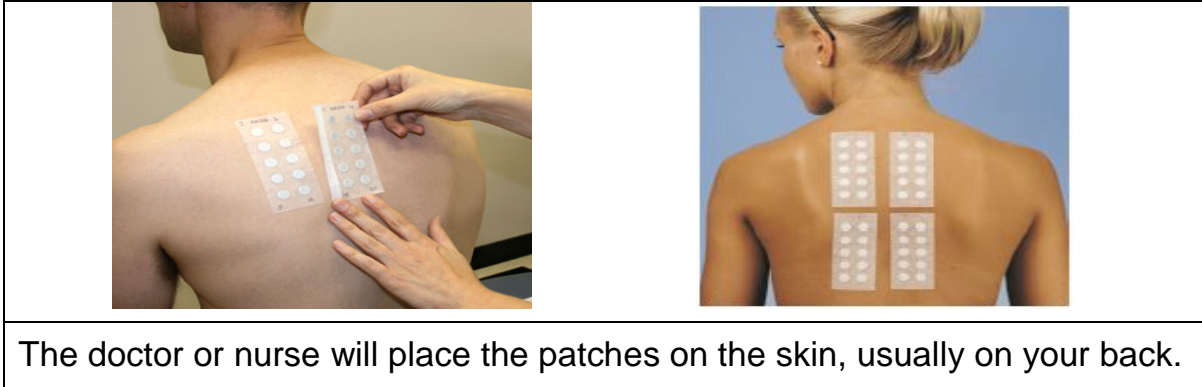 The doctor or nurse will place the patches on the skin, usually on your back.